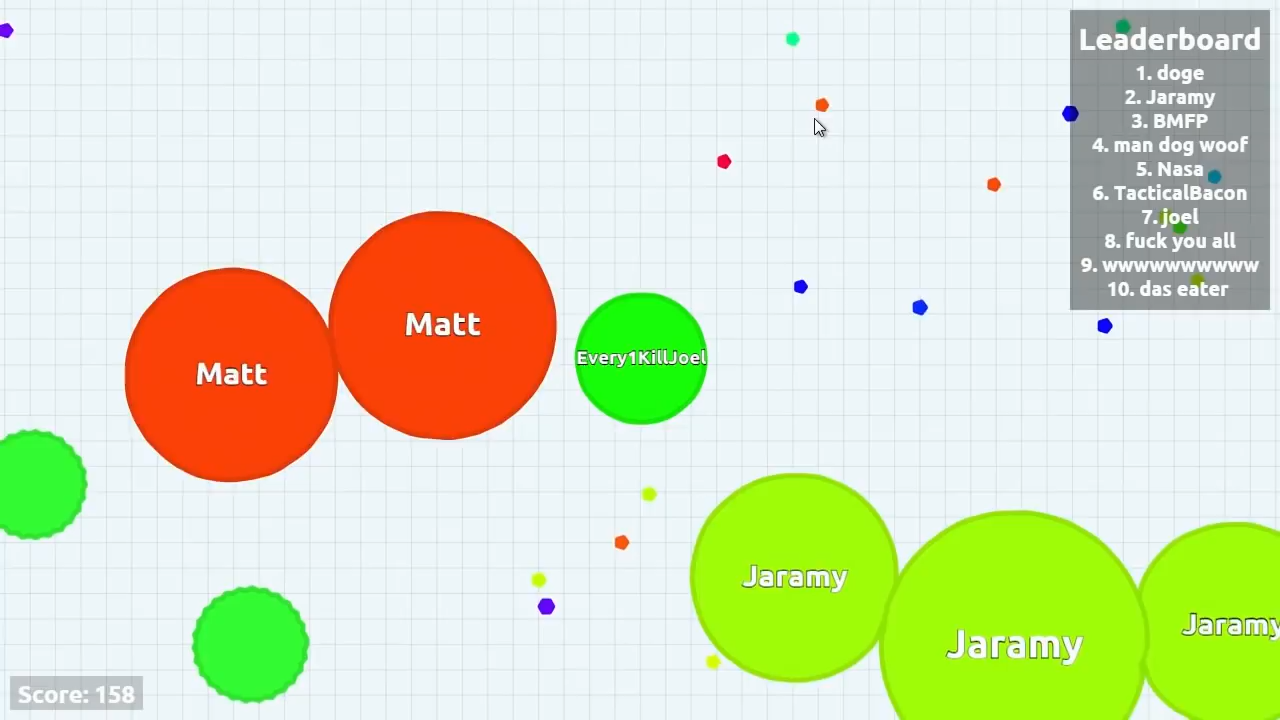 Leaderboard
1. doge
2. Jaramy
3. BMFP
4. man dog woof
5. Nasa
6. TacticalBacon
7. joel
8. fuck you all
9. wwwwwwwwww
10. das eater
Matt
Matt
Every1KillJoel
Jaramy
Jaramy
Jaramy
Score: 158